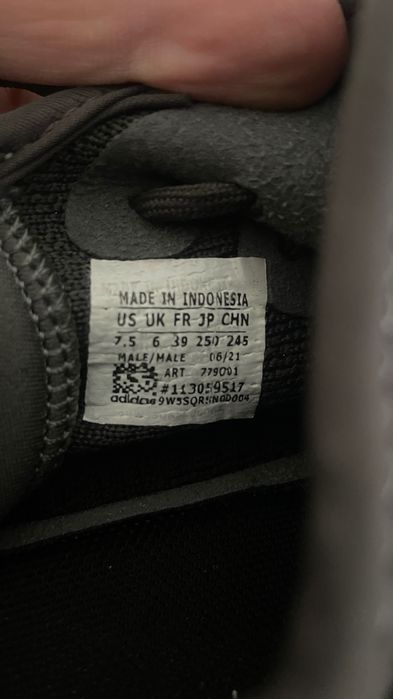 MADE IN INDONESIA
US UK FR JP CHN
7.5 6 39 250 245
MALE/MALE 06/21
ART 779001
#113059517
adidas